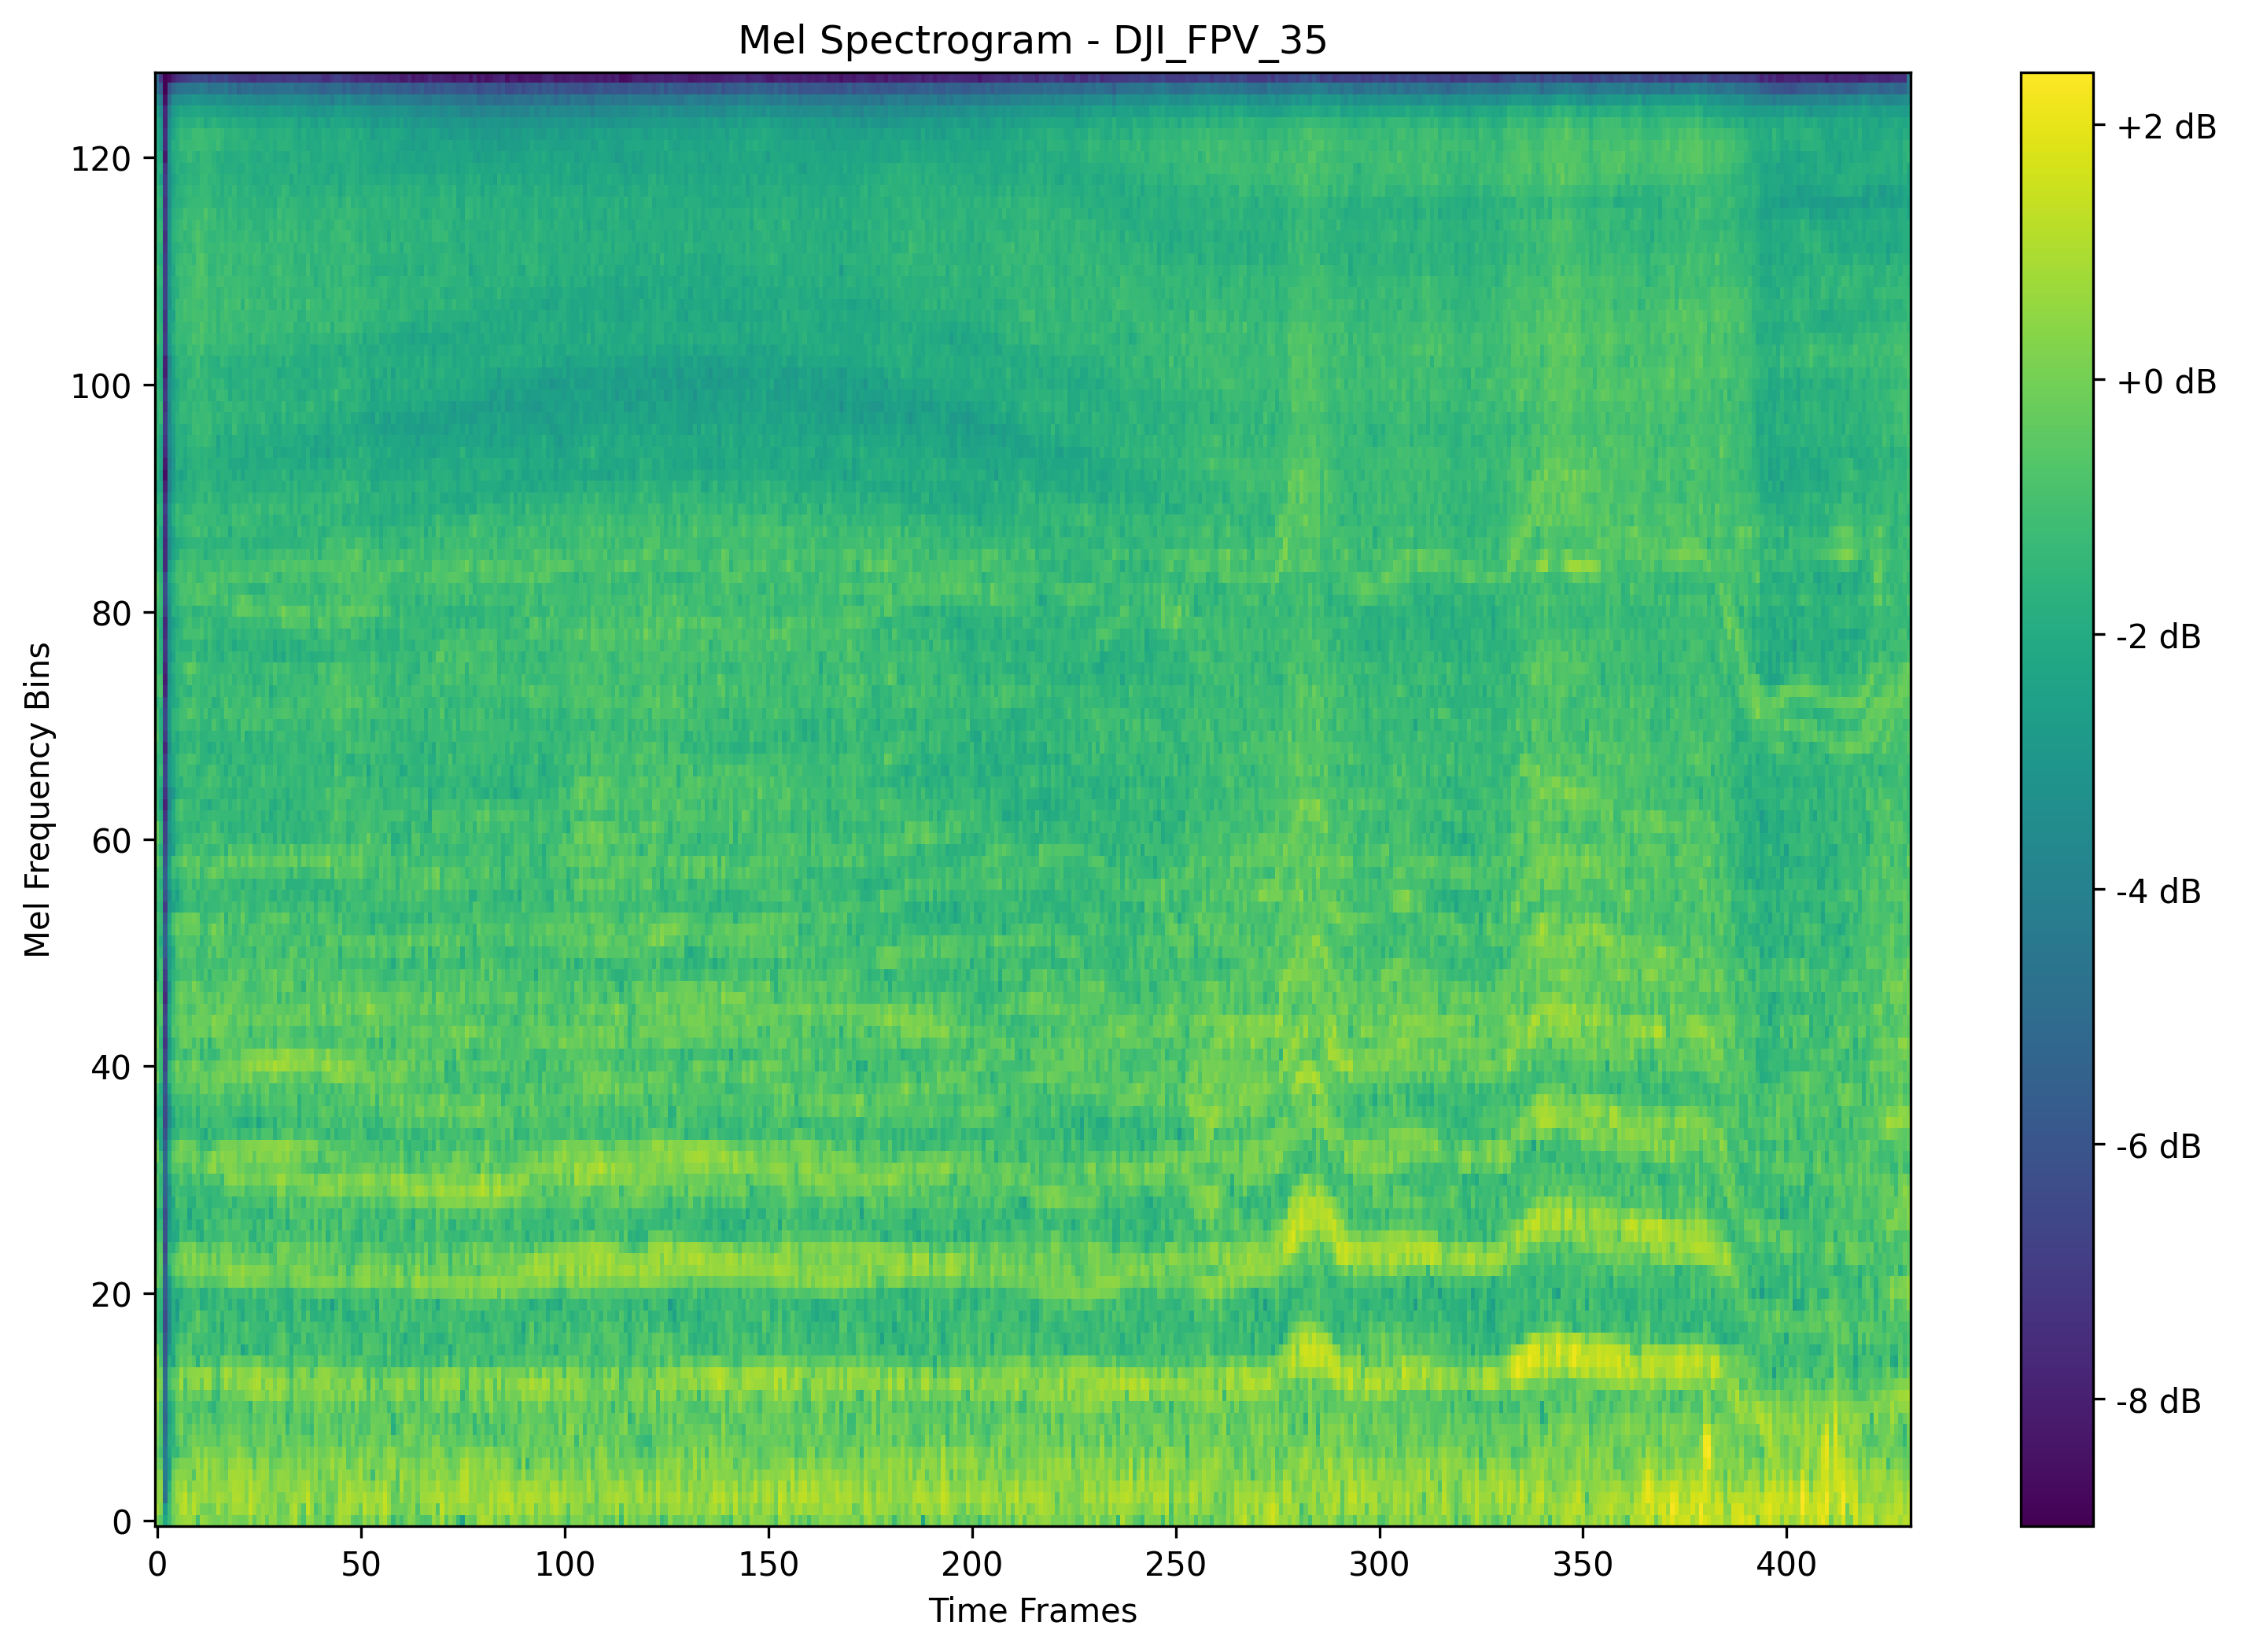 Mel Spectrogram - DJI_FPV_35
Mel Frequency Bins
120
100
80
60
40
20
0
0 50 100 150 200 250 300 350 400
Time Frames
+2 dB
+0 dB
-2 dB
-4 dB
-6 dB
-8 dB